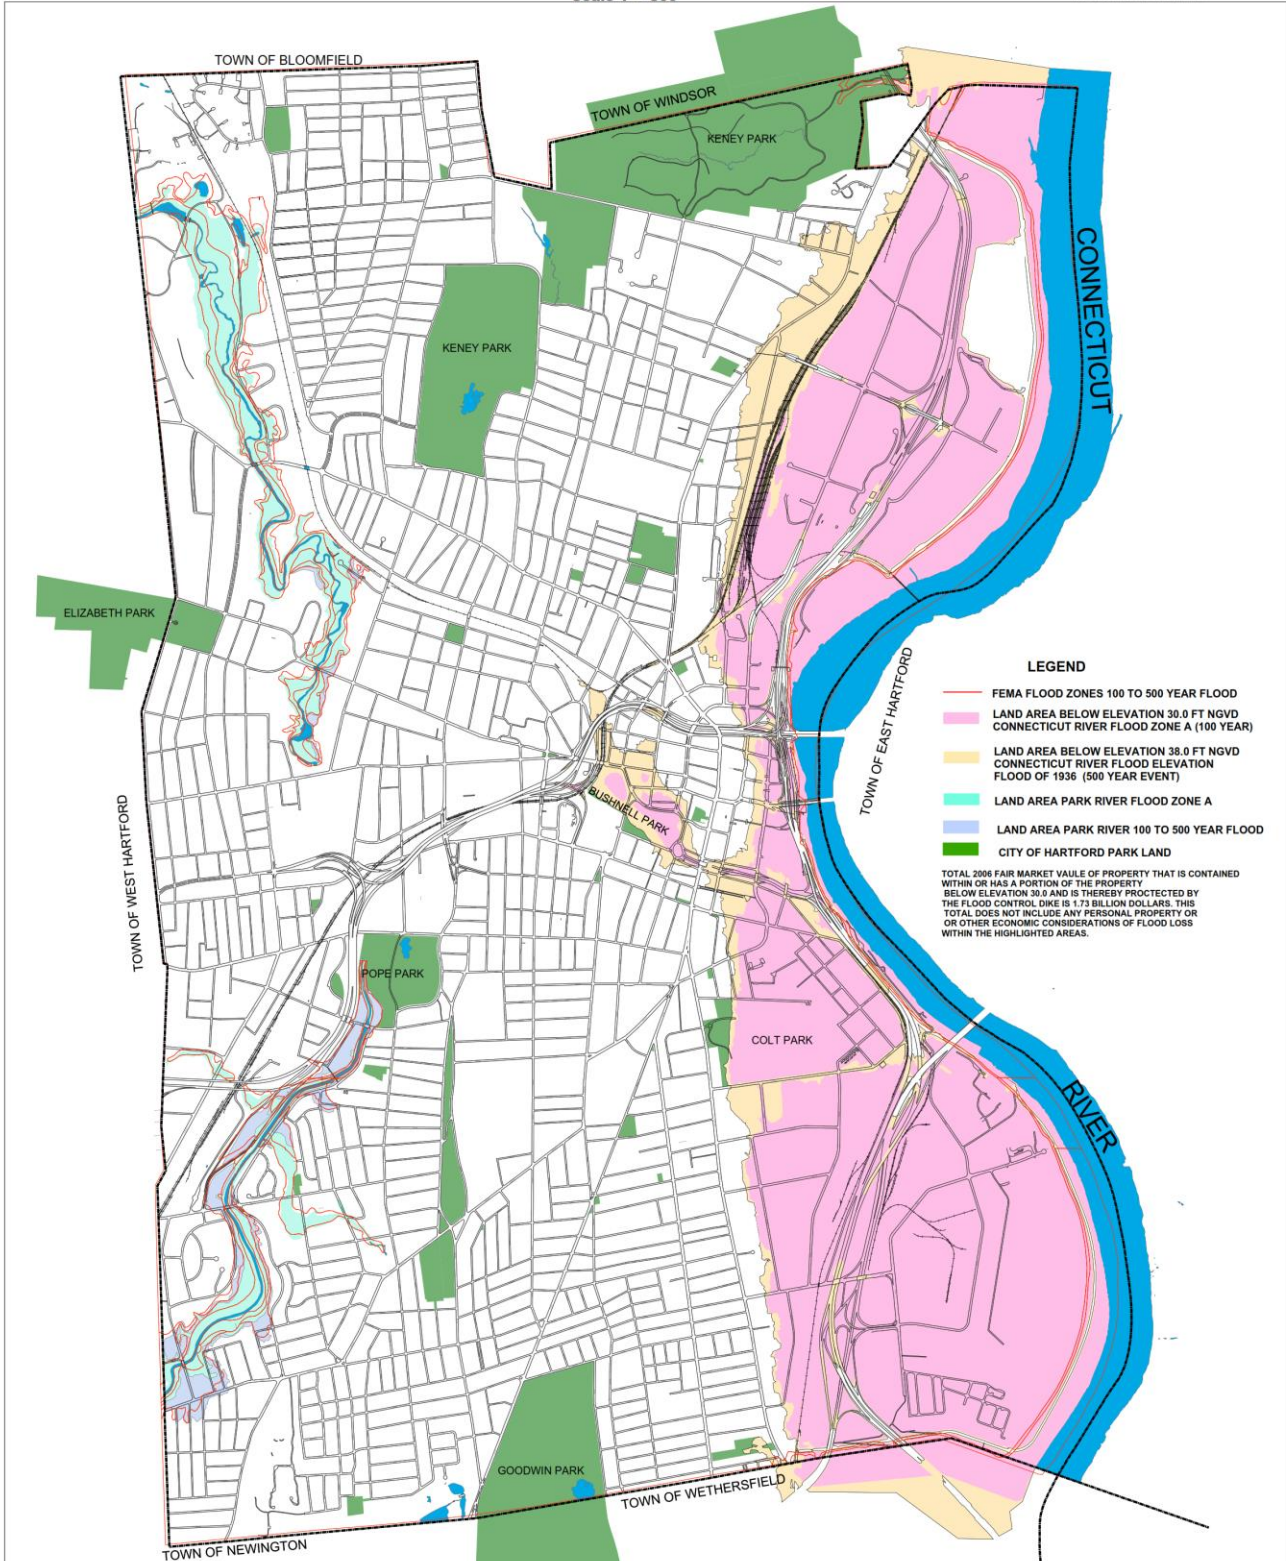 TOWN OF BLOOMFIELD
TOWN OF WINDSOR
KENEY PARK
CONNECTICUT
KENEY PARK
ELIZABETH PARK
TOWN OF EAST HARTFORD
LEGEND
FEMA FLOOD ZONES 100 TO 500 YEAR FLOOD
LAND AREA BELOW ELEVATION 30.0 FT NGVD
CONNECTICUT RIVER FLOOD ZONE A (100 YEAR)
LAND AREA BELOW ELEVATION 38.0 FT NGVD
CONNECTICUT RIVER FLOOD ELEVATION
FLOOD OF 1936 (500 YEAR EVENT)
LAND AREA PARK RIVER FLOOD ZONE A
LAND AREA PARK RIVER 100 TO 500 YEAR FLOOD
CITY OF HARTFORD PARK LAND
TOTAL 2006 FAIR MARKET VAULE OF PROPERTY THAT IS CONTAINED
WITHIN OR HAS A PORTION OF THE PROPERTY
BELOW ELEVATION 30.0 AND IS THEREBY PROCTECTED BY
THE FLOOD CONTROL DIKE IS 1.73 BILLION DOLLARS. THIS
TOTAL DOES NOT INCLUDE ANY PERSONAL PROPERTY OR
OR OTHER ECONOMIC CONSIDERATIONS OF FLOOD LOSS
WITHIN THE HIGHLIGHTED AREAS.
BUSHNELL PARK
TOWN OF WEST HARTFORD
POPE PARK
COLT PARK
RIVER
GOODWIN PARK
TOWN OF WETHERSFIELD
TOWN OF NEWINGTON